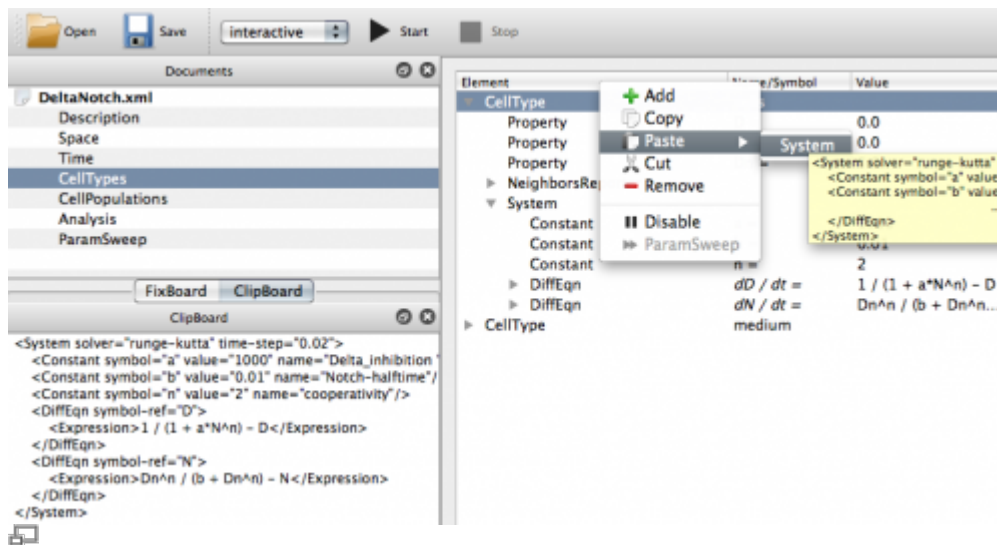 Open Save interactive Start Stop
Documents
DeltaNotch.xml
Description
Space
Time
CellTypes
CellPopulations
Analysis
ParamSweep
FixBoard ClipBoard
ClipBoard
<System solver="runge-kutta" time-step="0.02">
<Constant symbol="a" value="1000" name="Delta_inhibition"
<Constant symbol="b" value="0.01" name="Notch-halftime"/
<Constant symbol="n" value="2" name="cooperativity"/>
<DiffEqn symbol-ref="D">
<Expression>1 / (1 + a*N^n) - D</Expression>
</DiffEqn>
<DiffEqn symbol-ref="N">
<Expression>Dn^n / (b + Dn^n) - N</Expression>
</DiffEqn>
</System>
Element Name/Symbol Value
CellType
Property 0.0
Property 0.0
Property
System
Constant
Constant 0.01
Constant n = 2
DiffEqn dD / dt = 1 / (1 + a*N^n) - D
DiffEqn dN / dt = Dn^n / (b + Dn^n...
CellType medium
Add
Copy
Paste
Cut
Remove
Disable
ParamSweep
System
<System solver="runge-kutta"
<Constant symbol="a" value
<Constant symbol="b" value
</DiffEqn>
</System>